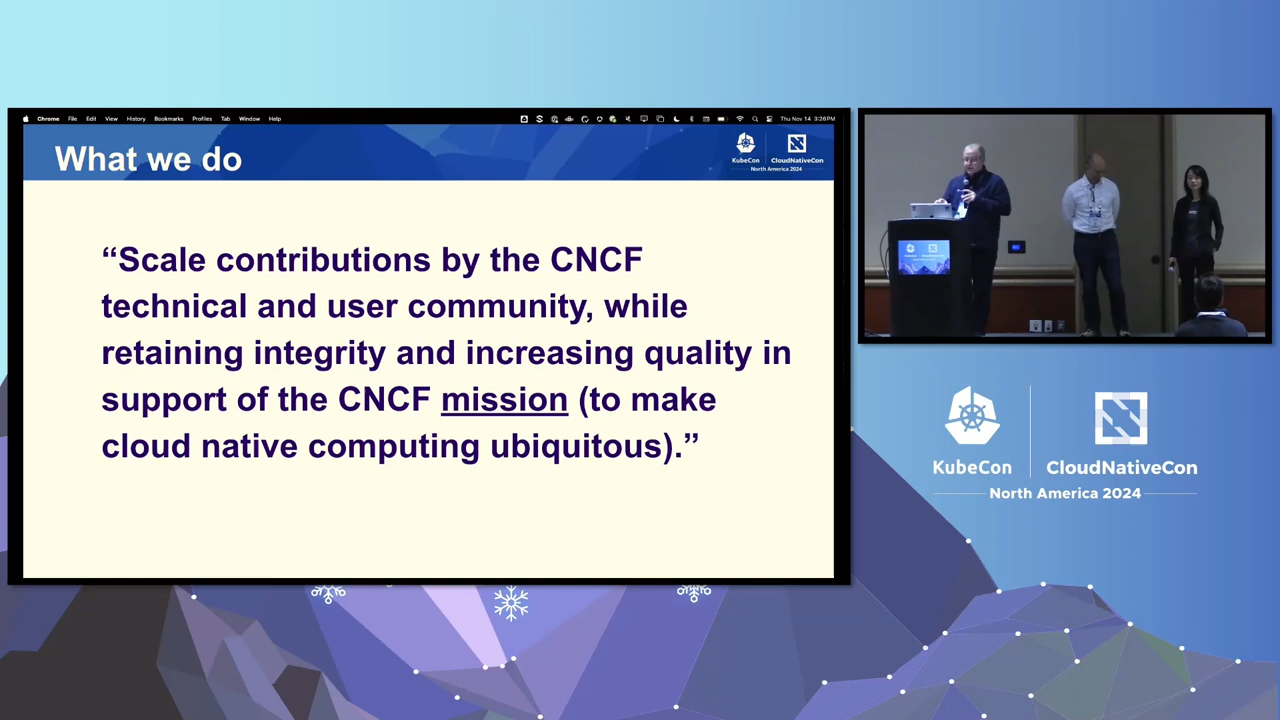 Chrome File Edit View History Bookmarks Profiles Tab Window Help Thu Nov 14 3:26PM
What we do
KubeCon CloudNativeCon
North America 2024
“Scale contributions by the CNCF
technical and user community, while
retaining integrity and increasing quality in
support of the CNCF mission (to make
cloud native computing ubiquitous).”
KubeCon CloudNativeCon
North America 2024